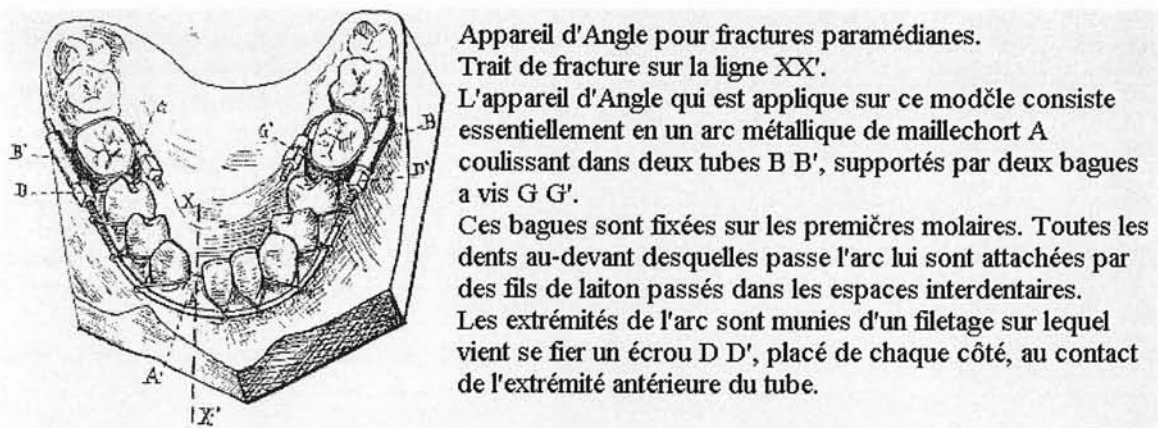 Appareil d'Angle pour fractures paramédianes.
Trait de fracture sur la ligne XX'.
L'appareil d'Angle qui est applique sur ce modčle consiste
essentiellement en un arc métallique de maillechort A
coulissant dans deux tubes B B', supportés par deux bagues
a vis G G'.
Ces bagues sont fixées sur les premičres molaires. Toutes les
dents au-devant desquelles passe l'arc lui sont attachées par
des fils de laiton passés dans les espaces interdentaires.
Les extrémités de l'arc sont munies d'un filetage sur lequel
vient se fier un écrou D D', placé de chaque côté, au contact
de l'extrémité antérieure du tube.
G
G'
B
B'
D'
D
X
A'
X'